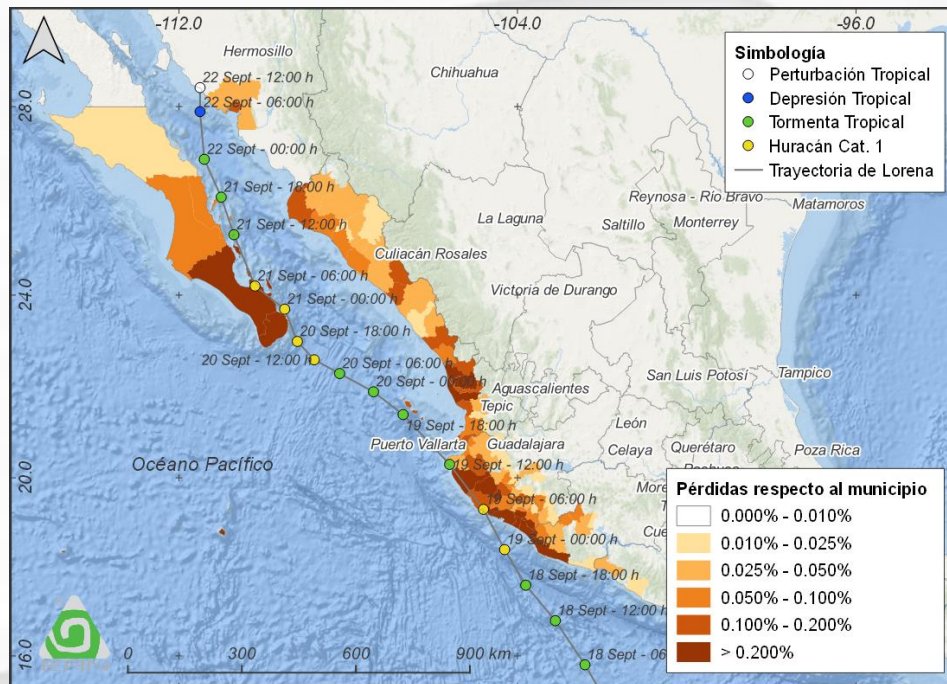 -112.0
-104.0
-96.0
Hermosillo
Chihuahua
22 Sept - 12:00 h
28.0
22 Sept - 06:00 h
22 Sept - 00:00 h
21 Sept - 18:00 h
21 Sept - 12:00 h
21 Sept - 06:00 h
21 Sept - 00:00 h
20 Sept - 18:00 h
20 Sept - 12:00 h
20 Sept - 06:00 h
20 Sept - 00:00 h
19 Sept - 18:00 h
19 Sept - 12:00 h
19 Sept - 06:00 h
19 Sept - 00:00 h
18 Sept - 18:00 h
18 Sept - 12:00 h
18 Sept - 06
Simbología
Perturbación Tropical
Depresión Tropical
Tormenta Tropical
Huracán Cat. 1
Trayectoria de Lorena
Reynosa - Río Bravo
Matamoros
La Laguna
Saltillo
Monterrey
Culiacán Rosales
24.0
Victoria de Durango
San Luis Potosí
Tampico
Aguascalientes
Tepic
León
Puerto Vallarta
Guadalajara
Celaya
Querétaro
Poza Rica
Océano Pacífico
20.0
16.0
0
300
600
900 km
Pérdidas respecto al municipio
0.000% - 0.010%
0.010% - 0.025%
0.025% - 0.050%
0.050% - 0.100%
0.100% - 0.200%
> 0.200%